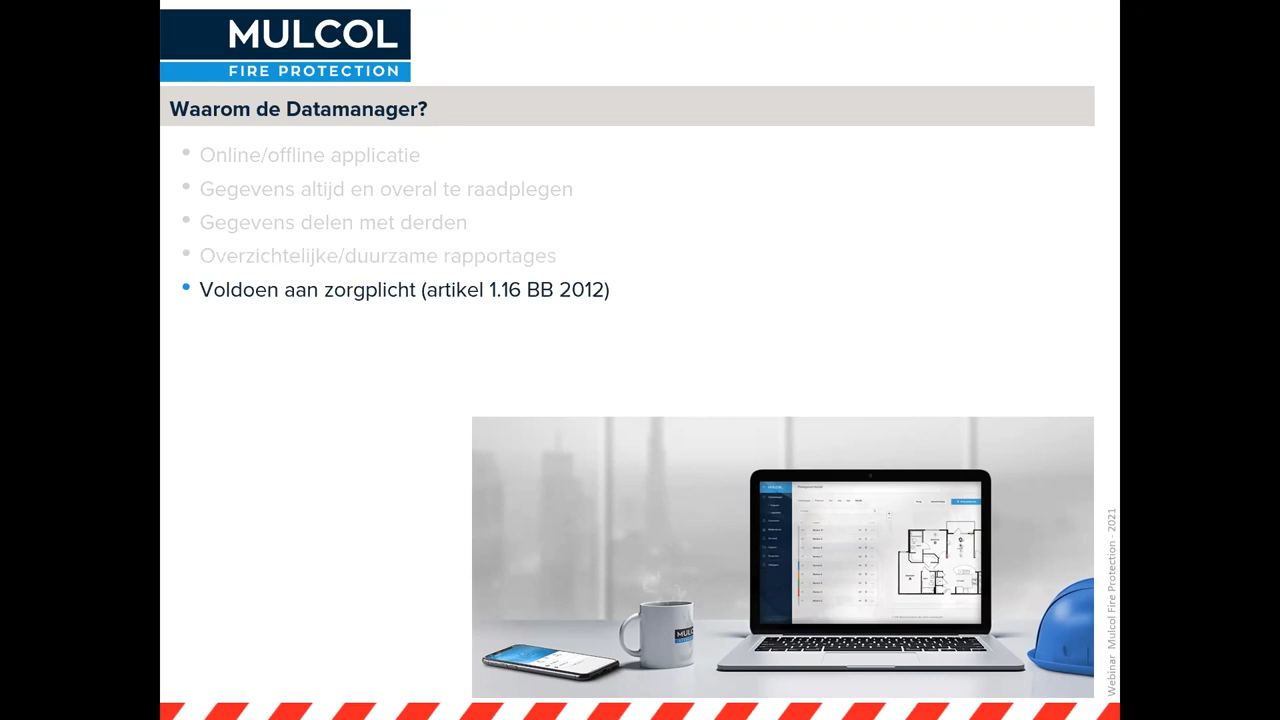 MULCOL
FIRE PROTECTION
Waarom de Datamanager?
• Online/offline applicatie
• Gegevens altijd en overal te raadplegen
• Gegevens delen met derden
• Overzichtelijke/duurzame rapportages
• Voldoen aan zorgplicht (artikel 1.16 BB 2012)
Webinar Mulcol Fire Protection - 2021